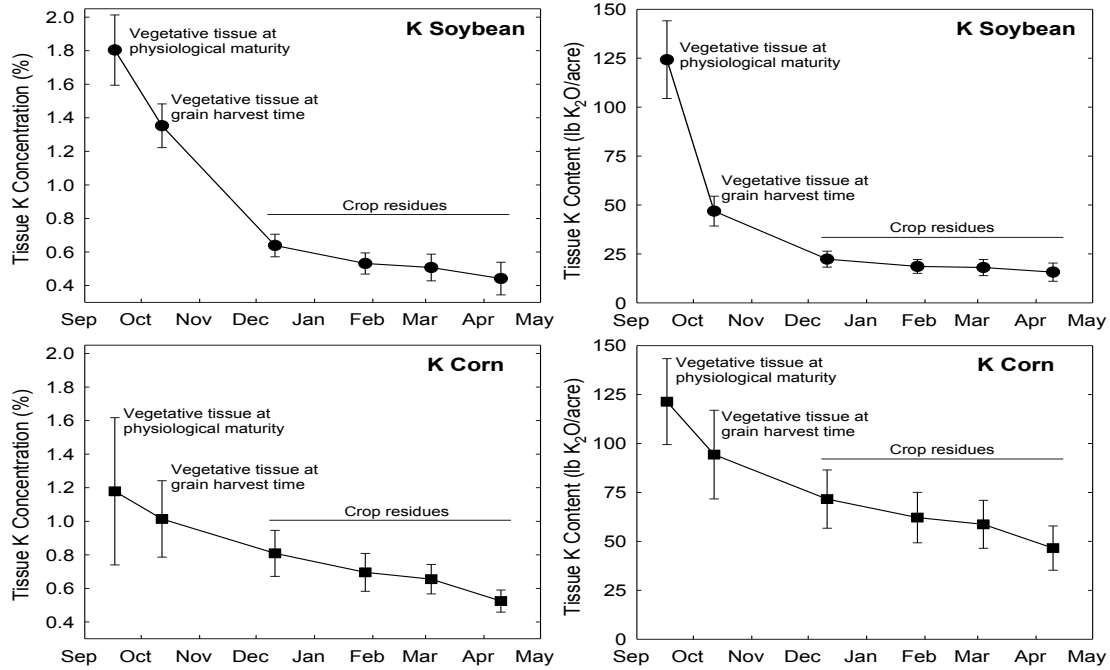 K Soybean
Tissue K Concentration (%)
2.0
1.8
1.6
1.4
1.2
1.0
0.8
0.6
0.4
Vegetative tissue at
physiological maturity
Vegetative tissue at
grain harvest time
Crop residues
Sep Oct Nov Dec Jan Feb Mar Apr May
K Soybean
Tissue K Content (lb K₂O/acre)
150
125
100
75
50
25
0
Vegetative tissue at
physiological maturity
Vegetative tissue at
grain harvest time
Crop residues
Sep Oct Nov Dec Jan Feb Mar Apr May
K Corn
Tissue K Concentration (%)
2.0
1.8
1.6
1.4
1.2
1.0
0.8
0.6
0.4
Vegetative tissue at
physiological maturity
Vegetative tissue at
grain harvest time
Crop residues
Sep Oct Nov Dec Jan Feb Mar Apr May
K Corn
Tissue K Content (lb K₂O/acre)
150
125
100
75
50
25
0
Vegetative tissue at
physiological maturity
Vegetative tissue at
grain harvest time
Crop residues
Sep Oct Nov Dec Jan Feb Mar Apr May